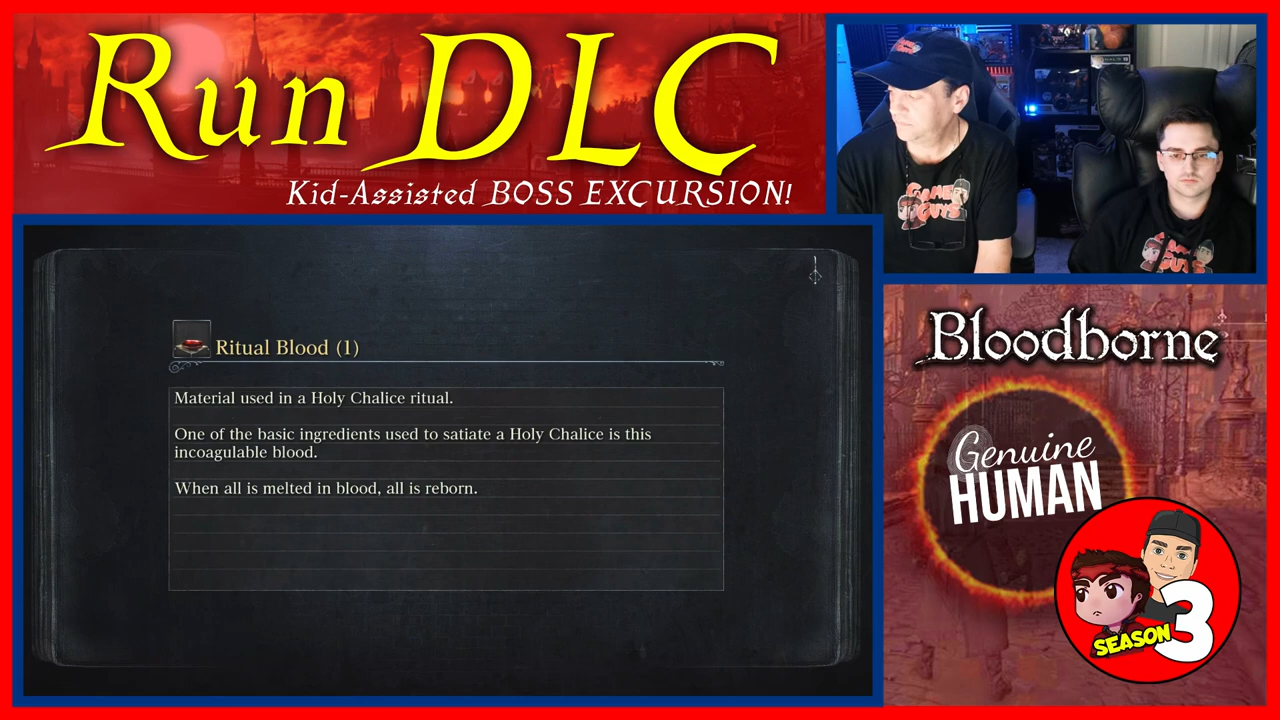 Run DLC
Kid-Assisted BOSS EXCURSION!
GAMER
GUYS
Ritual Blood (1)
Material used in a Holy Chalice ritual.
One of the basic ingredients used to satiate a Holy Chalice is this
incoagulable blood.
When all is melted in blood, all is reborn.
Bloodborne
Genuine
HUMAN
SEASON 3